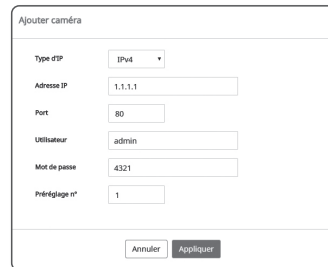 Ajouter caméra
Type d'IP IPv4
Adresse IP 1.1.1.1
Port 80
Utilisateur admin
Mot de passe 4321
Préréglage n° 1
Annuler Appliquer